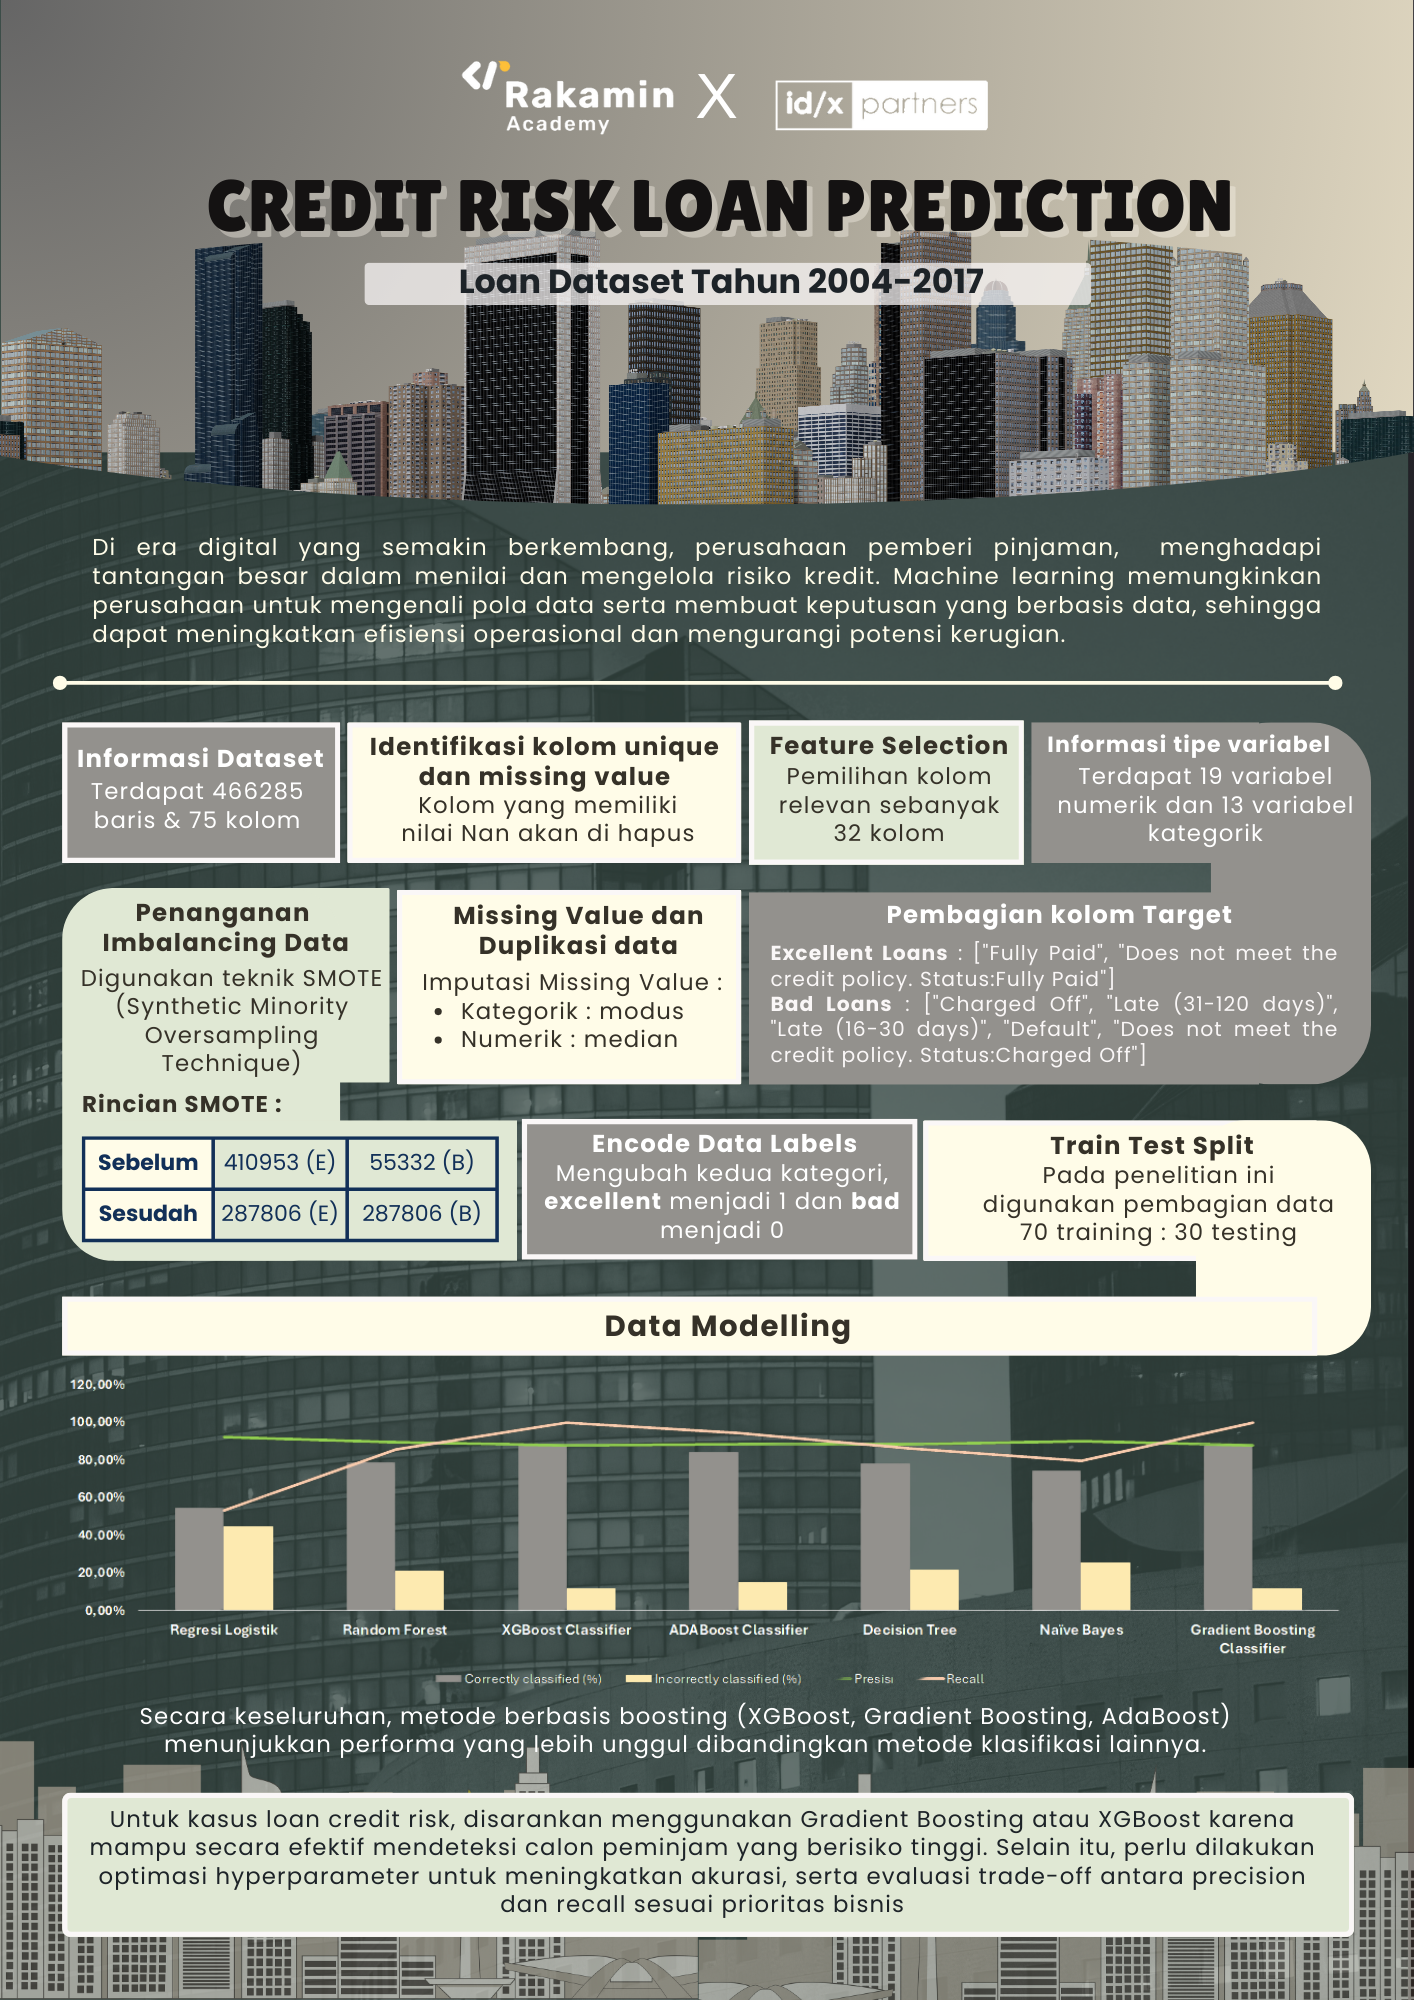 Rakamin
Academy
X
id/x partners
CREDIT RISK LOAN PREDICTION
Loan Dataset Tahun 2004-2017
Di era digital yang semakin berkembang, perusahaan pemberi pinjaman, menghadapi
tantangan besar dalam menilai dan mengelola risiko kredit. Machine learning memungkinkan
perusahaan untuk mengenali pola data serta membuat keputusan yang berbasis data, sehingga
dapat meningkatkan efisiensi operasional dan mengurangi potensi kerugian.
Informasi Dataset
Terdapat 466285
baris & 75 kolom
Identifikasi kolom unique
dan missing value
Kolom yang memiliki
nilai Nan akan di hapus
Feature Selection
Pemilihan kolom
relevan sebanyak
32 kolom
Informasi tipe variabel
Terdapat 19 variabel
numerik dan 13 variabel
kategorik
Penanganan
Imbalancing Data
Digunakan teknik SMOTE
(Synthetic Minority
Oversampling
Technique)
Rincian SMOTE :
Sebelum 410953 (E) 55332 (B)
Sesudah 287806 (E) 287806 (B)
Missing Value dan
Duplikasi data
Imputasi Missing Value :
• Kategorik : modus
• Numerik : median
Pembagian kolom Target
Excellent Loans : ["Fully Paid", "Does not meet the
credit policy. Status:Fully Paid"]
Bad Loans : ["Charged Off", "Late (31-120 days)",
"Late (16-30 days)", "Default", "Does not meet the
credit policy. Status:Charged Off"]
Encode Data Labels
Mengubah kedua kategori,
excellent menjadi 1 dan bad
menjadi 0
Train Test Split
Pada penelitian ini
digunakan pembagian data
70 training : 30 testing
Data Modelling
120,00%
100,00%
80,00%
60,00%
40,00%
20,00%
0,00%
Regresi Logistik
Random Forest
XGBoost Classifier
ADABoost Classifier
Decision Tree
Naïve Bayes
Gradient Boosting
Classifier
Correctly classified (%) Incorrectly classified (%) Presisi Recall
Secara keseluruhan, metode berbasis boosting (XGBoost, Gradient Boosting, AdaBoost)
menunjukkan performa yang lebih unggul dibandingkan metode klasifikasi lainnya.
Untuk kasus loan credit risk, disarankan menggunakan Gradient Boosting atau XGBoost karena
mampu secara efektif mendeteksi calon peminjam yang berisiko tinggi. Selain itu, perlu dilakukan
optimasi hyperparameter untuk meningkatkan akurasi, serta evaluasi trade-off antara precision
dan recall sesuai prioritas bisnis